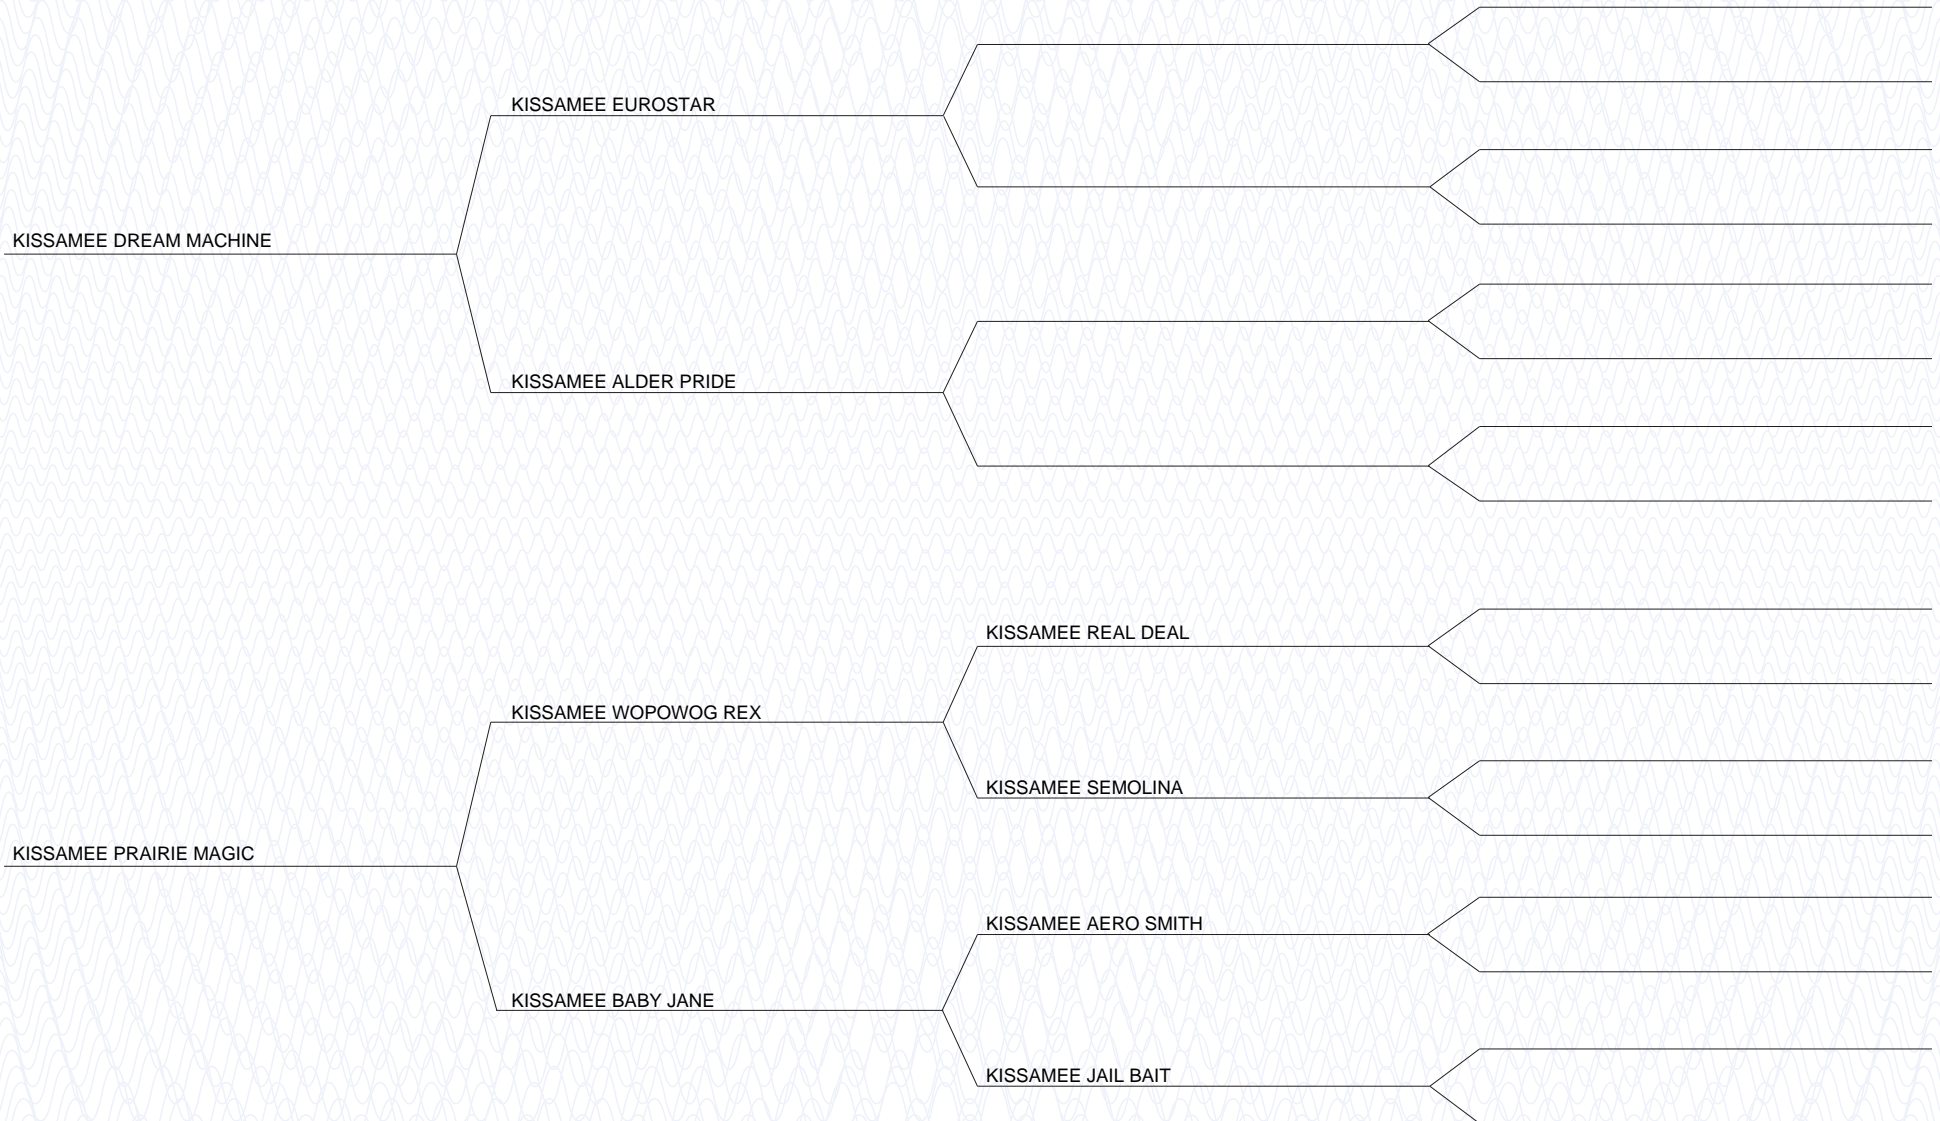 KISSAMEE EUROSTAR
KISSAMEE DREAM MACHINE
KISSAMEE ALDER PRIDE
KISSAMEE REAL DEAL
KISSAMEE WOPOWOG REX
KISSAMEE SEMOLINA
KISSAMEE PRAIRIE MAGIC
KISSAMEE AERO SMITH
KISSAMEE BABY JANE
KISSAMEE JAIL BAIT